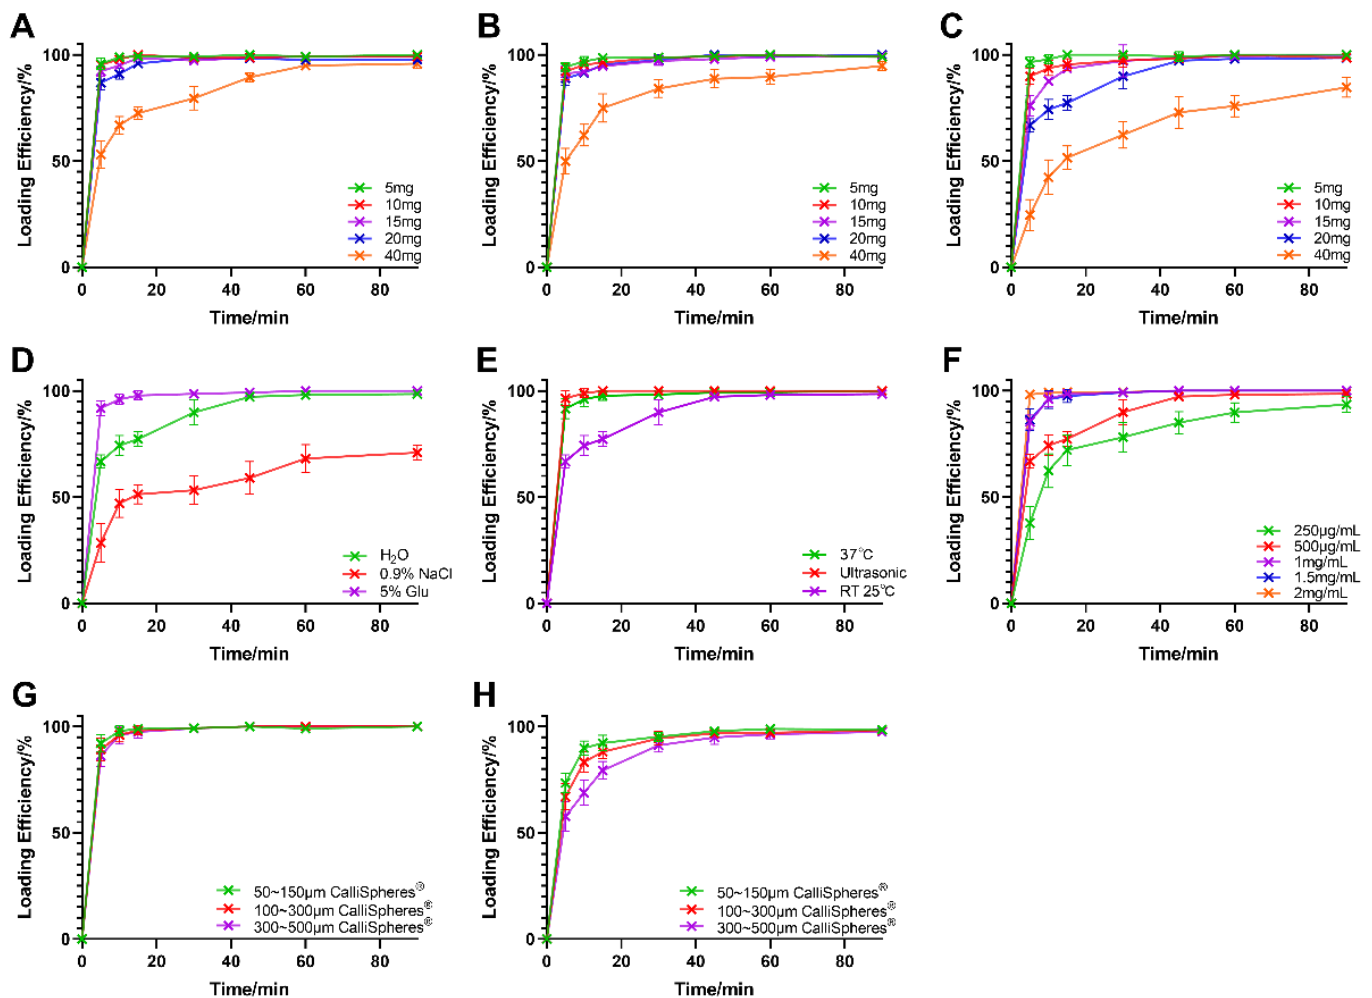 A
Loading Efficiency/%
100
50
0
0
20
40
60
80
Time/min
5mg
10mg
15mg
20mg
40mg
B
Loading Efficiency/%
100
50
0
0
20
40
60
80
Time/min
5mg
10mg
15mg
20mg
40mg
C
Loading Efficiency/%
100
50
0
0
20
40
60
80
Time/min
5mg
10mg
15mg
20mg
40mg
D
Loading Efficiency/%
100
50
0
0
20
40
60
80
Time/min
H₂O
0.9% NaCl
5% Glu
E
Loading Efficiency/%
100
50
0
0
20
40
60
80
Time/min
37°C
Ultrasonic
RT 25°C
F
Loading Efficiency/%
100
50
0
0
20
40
60
80
Time/min
250µg/mL
500µg/mL
1mg/mL
1.5mg/mL
2mg/mL
G
Loading Efficiency/%
100
50
0
0
20
40
60
80
Time/min
50~150µm CalliSpheres®
100~300µm CalliSpheres®
300~500µm CalliSpheres®
H
Loading Efficiency/%
100
50
0
0
20
40
60
80
Time/min
50~150µm CalliSpheres®
100~300µm CalliSpheres®
300~500µm CalliSpheres®